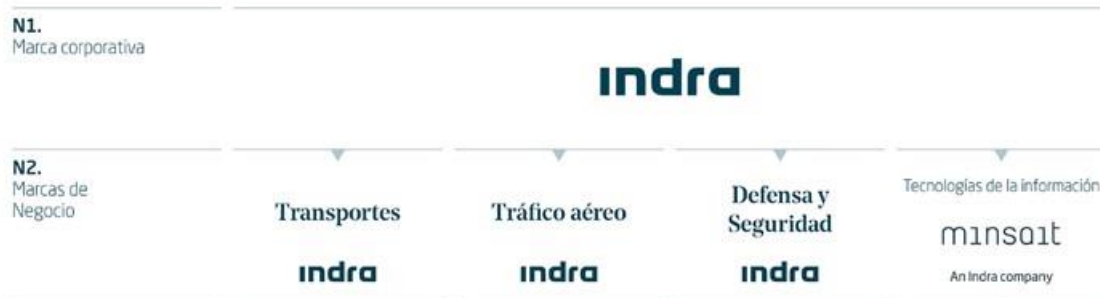 N1.
Marca corporativa
indra
N2.
Marcas de
Negocio
Transportes
indra
Tráfico aéreo
indra
Defensa y
Seguridad
indra
Tecnologías de la información
minsait
An Indra company